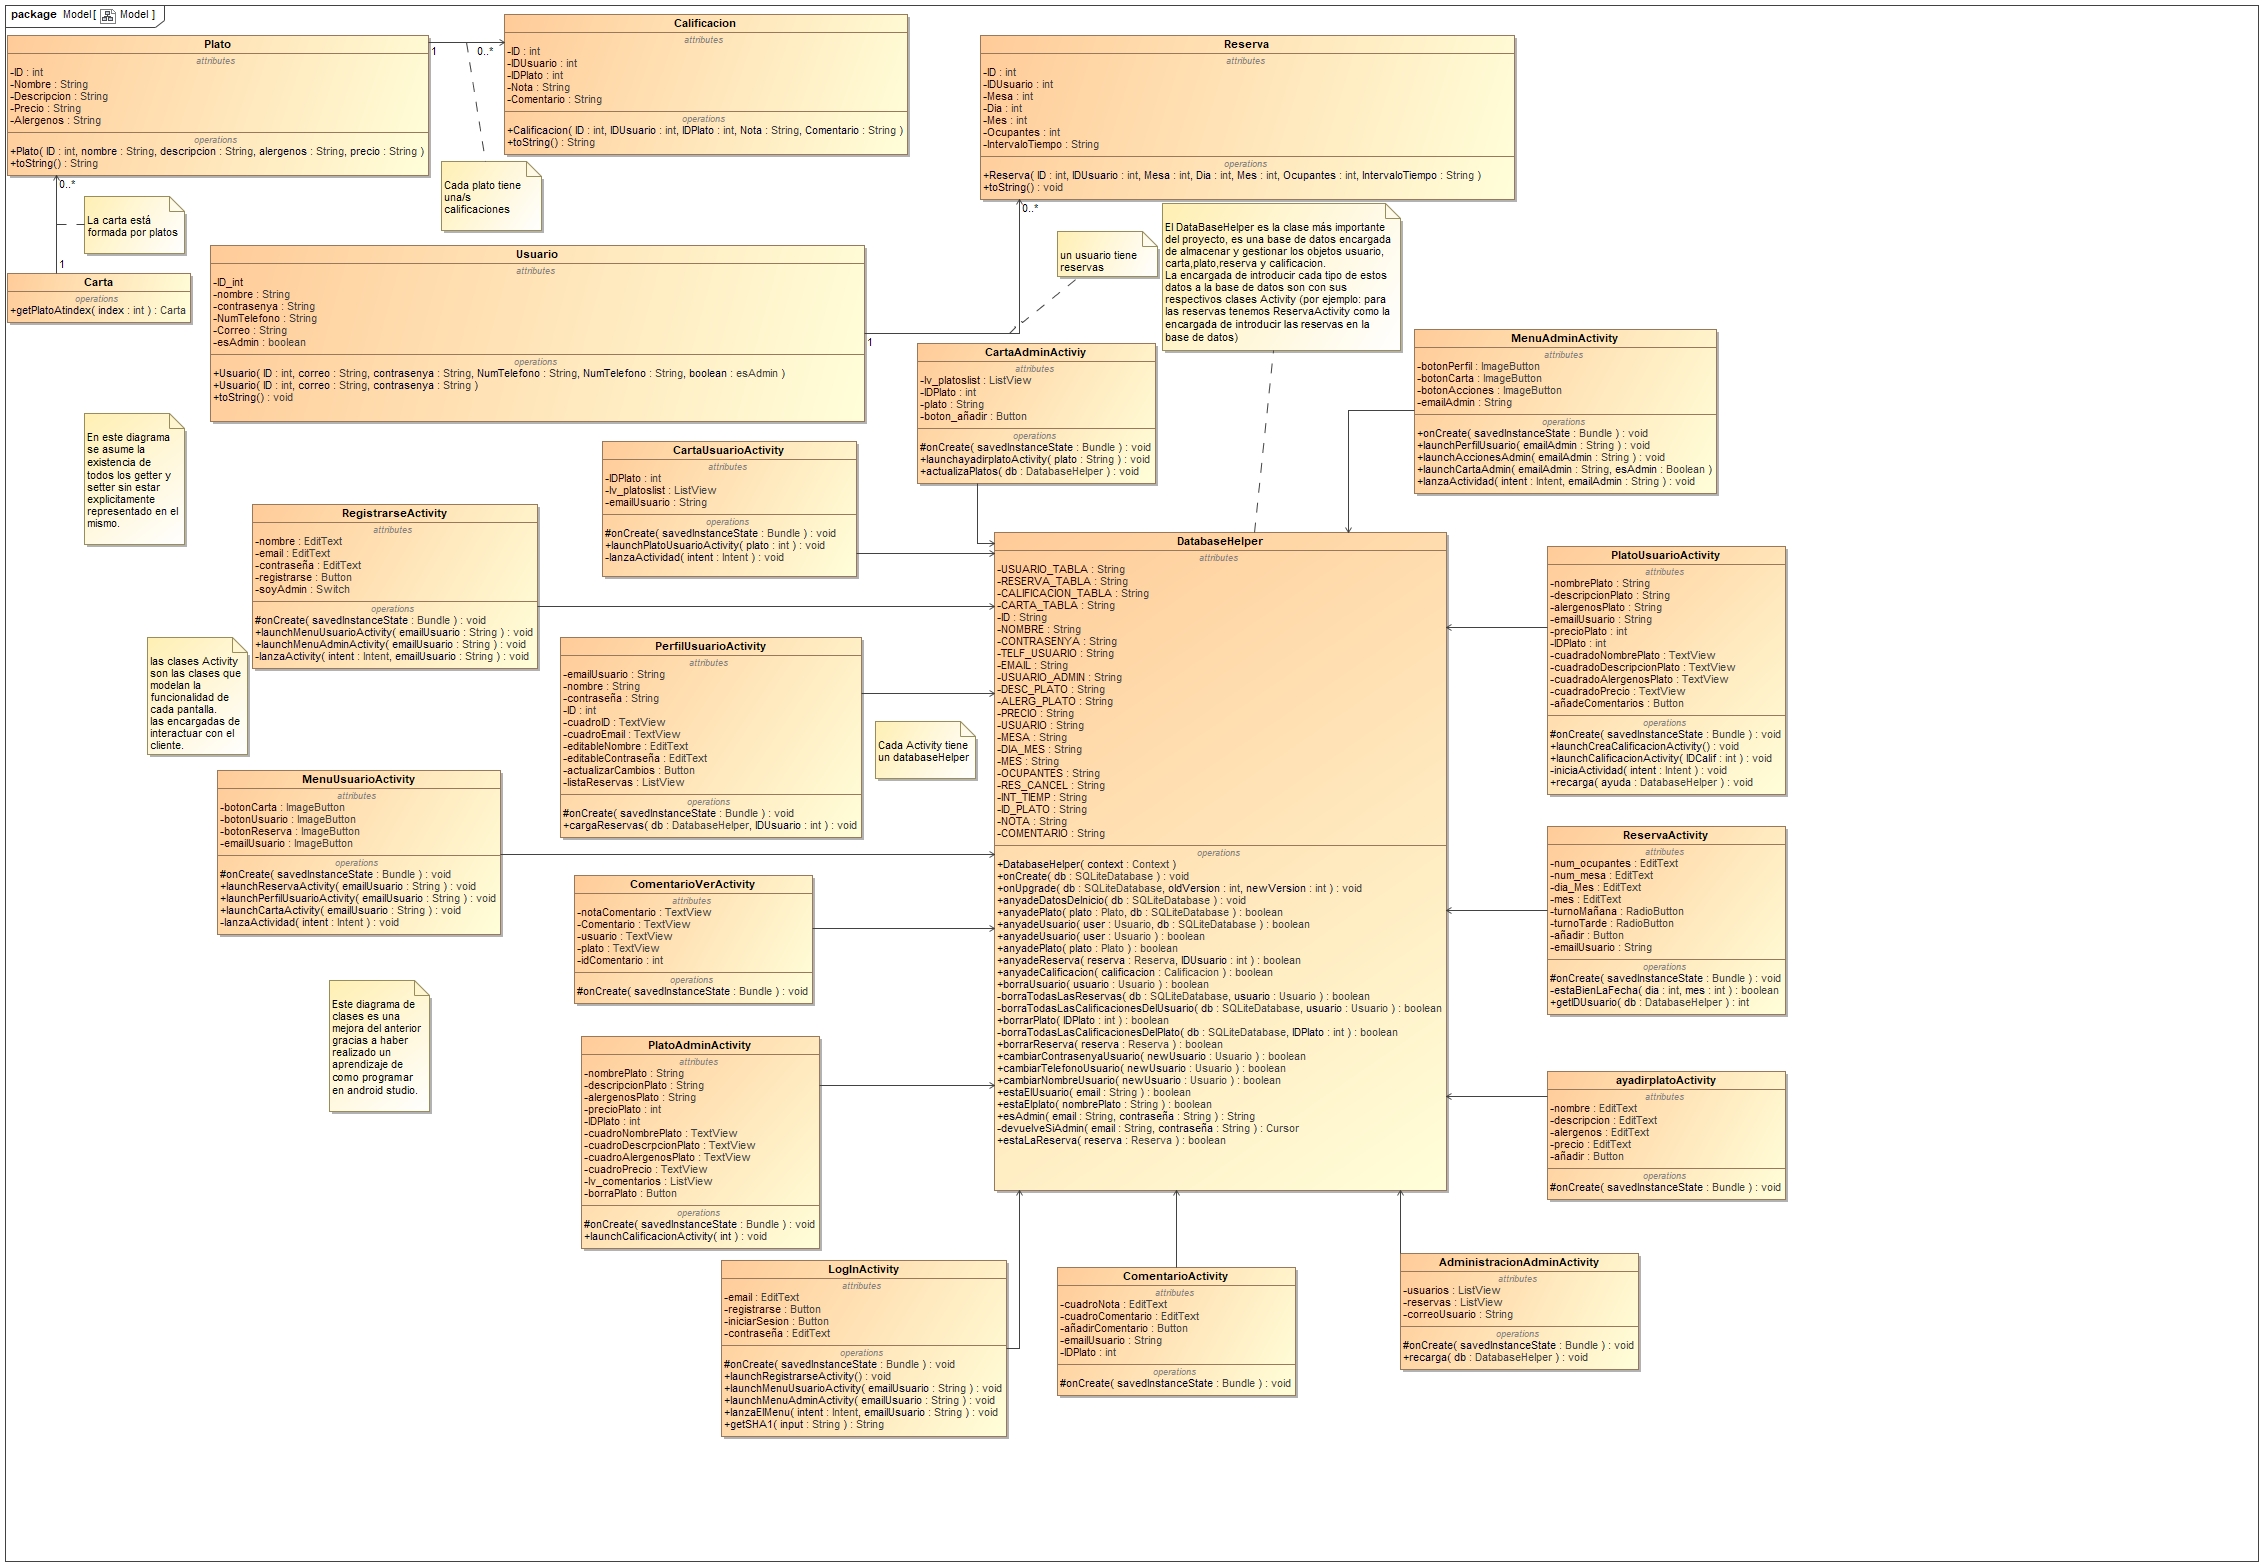 package Model[ Model ]
Plato
attributes
-ID : int
-Nombre : String
-Descripcion : String
-Precio : String
-Alergenos : String
operations
+Plato( ID : int, nombre : String, descripcion : String, alergenos : String, precio : String )
+toString() : String
1
0..*
Calificacion
attributes
-ID : int
-IDUsuario : int
-IDPlato : int
-Nota : String
-Comentario : String
operations
+Calificacion( ID : int, IDUsuario : int, IDPlato : int, Nota : String, Comentario : String )
+toString() : String
Cada plato tiene
una/s
calificaciones
Reserva
attributes
-ID : int
-IDUsuario : int
-Mesa : int
-Dia : int
-Mes : int
-Ocupantes : int
-IntervaloTiempo : String
operations
+Reserva( ID : int, IDUsuario : int, Mesa : int, Dia : int, Mes : int, Ocupantes : int, IntervaloTiempo : String )
+toString() : void
0..*
0..*
La carta está
formada por platos
1
Carta
operations
+getPlatoAtindex( index : int ) : Carta
Usuario
attributes
-ID_int
-nombre : String
-contrasenya : String
-NumTelefono : String
-Correo : String
-esAdmin : boolean
operations
+Usuario( ID : int, correo : String, contrasenya : String, NumTelefono : String, NumTelefono : String, boolean : esAdmin )
+Usuario( ID : int, correo : String, contrasenya : String )
+toString() : void
1
un usuario tiene
reservas
El DataBaseHelper es la clase más importante
del proyecto, es una base de datos encargada
de almacenar y gestionar los objetos usuario,
carta,plato,reserva y calificacion.
La encargada de introducir cada tipo de estos
datos a la base de datos son con sus
respectivos clases Activity (por ejemplo: para
las reservas tenemos ReservaActivity como la
encargada de introducir las reservas en la
base de datos)
CartaAdminActiviy
attributes
-lv_platoslist : ListView
-IDPlato : int
-plato : String
-boton_añadir : Button
operations
#onCreate( savedInstanceState : Bundle ) : void
+launchayadirplatoActivity( plato : String ) : void
+actualizaPlatos( db : DatabaseHelper ) : void
MenuAdminActivity
attributes
-botonPerfil : ImageButton
-botonCarta : ImageButton
-botonAcciones : ImageButton
-emailAdmin : String
operations
+onCreate( savedInstanceState : Bundle ) : void
+launchPerfilUsuario( emailAdmin : String ) : void
+launchAccionesAdmin( emailAdmin : String ) : void
+launchCartaAdmin( emailAdmin : String, esAdmin : Boolean )
+lanzaActividad( intent : Intent, emailAdmin : String ) : void
En este diagrama
se asume la
existencia de
todos los getter y
setter sin estar
explicitamente
representado en el
mismo.
CartaUsuarioActivity
attributes
-IDPlato : int
-lv_platoslist : ListView
-emailUsuario : String
operations
#onCreate( savedInstanceState : Bundle ) : void
+launchPlatoUsuarioActivity( plato : int ) : void
-lanzaActividad( intent : Intent ) : void
RegistrarseActivity
attributes
-nombre : EditText
-email : EditText
-contraseña : EditText
-registrarse : Button
-soyAdmin : Switch
operations
#onCreate( savedInstanceState : Bundle ) : void
+launchMenuUsuarioActivity( emailUsuario : String ) : void
+launchMenuAdminActivity( emailUsuario : String ) : void
-lanzaActivity( intent : Intent, emailUsuario : String ) : void
las clases Activity
son las clases que
modelan la
funcionalidad de
cada pantalla.
las encargadas de
interactuar con el
cliente.
PerfilUsuarioActivity
attributes
-emailUsuario : String
-nombre : String
-contraseña : String
-ID : int
-cuadroID : TextView
-cuadroEmail : TextView
-editableNombre : EditText
-editableContraseña : EditText
-actualizarCambios : Button
-listaReservas : ListView
operations
#onCreate( savedInstanceState : Bundle ) : void
+cargaReservas( db : DatabaseHelper, IDUsuario : int ) : void
Cada Activity tiene
un databaseHelper
DatabaseHelper
attributes
-USUARIO_TABLA : String
-RESERVA_TABLA : String
-CALIFICACION_TABLA : String
-CARTA_TABLA : String
-ID : String
-NOMBRE : String
-CONTRASENYA : String
-TELF_USUARIO : String
-EMAIL : String
-USUARIO_ADMIN : String
-DESC_PLATO : String
-ALERG_PLATO : String
-PRECIO : String
-USUARIO : String
-MESA : String
-DIA_MES : String
-MES : String
-OCUPANTES : String
-RES_CANCEL : String
-INT_TIEMP : String
-ID_PLATO : String
-NOTA : String
-COMENTARIO : String
operations
+DatabaseHelper( context : Context )
+onCreate( db : SQLiteDatabase ) : void
+onUpgrade( db : SQLiteDatabase, oldVersion : int, newVersion : int ) : void
+anyadeDatosDeInicio( db : SQLiteDatabase ) : void
+anyadePlato( plato : Plato, db : SQLiteDatabase ) : boolean
+anyadeUsuario( user : Usuario, db : SQLiteDatabase ) : boolean
+anyadeUsuario( user : Usuario ) : boolean
+anyadePlato( plato : Plato ) : boolean
+anyadeReserva( reserva : Reserva, IDUsuario : int ) : boolean
+anyadeCalificacion( calificacion : Calificacion ) : boolean
+borraUsuario( usuario : Usuario ) : boolean
-borraTodasLasReservas( db : SQLiteDatabase, usuario : Usuario ) : boolean
-borraTodasLasCalificacionesDelUsuario( db : SQLiteDatabase, usuario : Usuario ) : boolean
+borrarPlato( IDPlato : int ) : boolean
-borraTodasLasCalificacionesDelPlato( db : SQLiteDatabase, IDPlato : int ) : boolean
+borrarReserva( reserva : Reserva ) : boolean
+cambiarContrasenyaUsuario( newUsuario : Usuario ) : boolean
+cambiarTelefonoUsuario( newUsuario : Usuario ) : boolean
+cambiarNombreUsuario( newUsuario : Usuario ) : boolean
+estaElUsuario( email : String ) : boolean
+estaElplato( nombrePlato : String ) : boolean
+esAdmin( email : String, contraseña : String ) : String
-devuelveSiAdmin( email : String, contraseña : String ) : Cursor
+estaLaReserva( reserva : Reserva ) : boolean
PlatoUsuarioActivity
attributes
-nombrePlato : String
-descripcionPlato : String
-alergenosPlato : String
-emailUsuario : String
-precioPlato : int
-IDPlato : int
-cuadradoNombrePlato : TextView
-cuadradoDescripcionPlato : TextView
-cuadradoAlergenosPlato : TextView
-cuadradoPrecio : TextView
-añadeComentarios : Button
operations
#onCreate( savedInstanceState : Bundle ) : void
+launchCreaCalificacionActivity() : void
+launchCalificacionActivity( IDCalif : int ) : void
-iniciaActividad( intent : Intent ) : void
+recarga( ayuda : DatabaseHelper ) : void
MenuUsuarioActivity
attributes
-botonCarta : ImageButton
-botonUsuario : ImageButton
-botonReserva : ImageButton
-emailUsuario : ImageButton
operations
#onCreate( savedInstanceState : Bundle ) : void
+launchReservaActivity( emailUsuario : String ) : void
+launchPerfilUsuarioActivity( emailUsuario : String ) : void
+launchCartaActivity( emailUsuario : String ) : void
-lanzaActividad( intent : Intent ) : void
ComentarioVerActivity
attributes
-notaComentario : TextView
-Comentario : TextView
-usuario : TextView
-plato : TextView
-idComentario : int
operations
#onCreate( savedInstanceState : Bundle ) : void
ReservaActivity
attributes
-num_ocupantes : EditText
-num_mesa : EditText
-dia_Mes : EditText
-mes : EditText
-turnoMañana : RadioButton
-turnoTarde : RadioButton
-añadir : Button
-emailUsuario : String
operations
#onCreate( savedInstanceState : Bundle ) : void
-estaBienLaFecha( dia : int, mes : int ) : boolean
+getIDUsuario( db : DatabaseHelper ) : int
Este diagrama de
clases es una
mejora del anterior
gracias a haber
realizado un
aprendizaje de
como programar
en android studio.
PlatoAdminActivity
attributes
-nombrePlato : String
-descripcionPlato : String
-alergenosPlato : String
-precioPlato : int
-IDPlato : int
-cuadroNombrePlato : TextView
-cuadroDescrpcionPlato : TextView
-cuadroAlergenosPlato : TextView
-cuadroPrecio : TextView
-lv_comentarios : ListView
-borraPlato : Button
operations
#onCreate( savedInstanceState : Bundle ) : void
+launchCalificacionActivity( int ) : void
ayadirplatoActivity
attributes
-nombre : EditText
-descripcion : EditText
-alergenos : EditText
-precio : EditText
-añadir : Button
operations
#onCreate( savedInstanceState : Bundle ) : void
LogInActivity
attributes
-email : EditText
-registrarse : Button
-iniciarSesion : Button
-contraseña : EditText
operations
#onCreate( savedInstanceState : Bundle ) : void
+launchRegistrarseActivity() : void
+launchMenuUsuarioActivity( emailUsuario : String ) : void
+launchMenuAdminActivity( emailUsuario : String ) : void
+lanzaElMenu( intent : Intent, emailUsuario : String ) : void
+getSHA1( input : String ) : String
ComentarioActivity
attributes
-cuadroNota : EditText
-cuadroComentario : EditText
-añadirComentario : Button
-emailUsuario : String
-IDPlato : int
operations
#onCreate( savedInstanceState : Bundle ) : void
AdministracionAdminActivity
attributes
-usuarios : ListView
-reservas : ListView
-correoUsuario : String
operations
#onCreate( savedInstanceState : Bundle ) : void
+recarga( db : DatabaseHelper ) : void